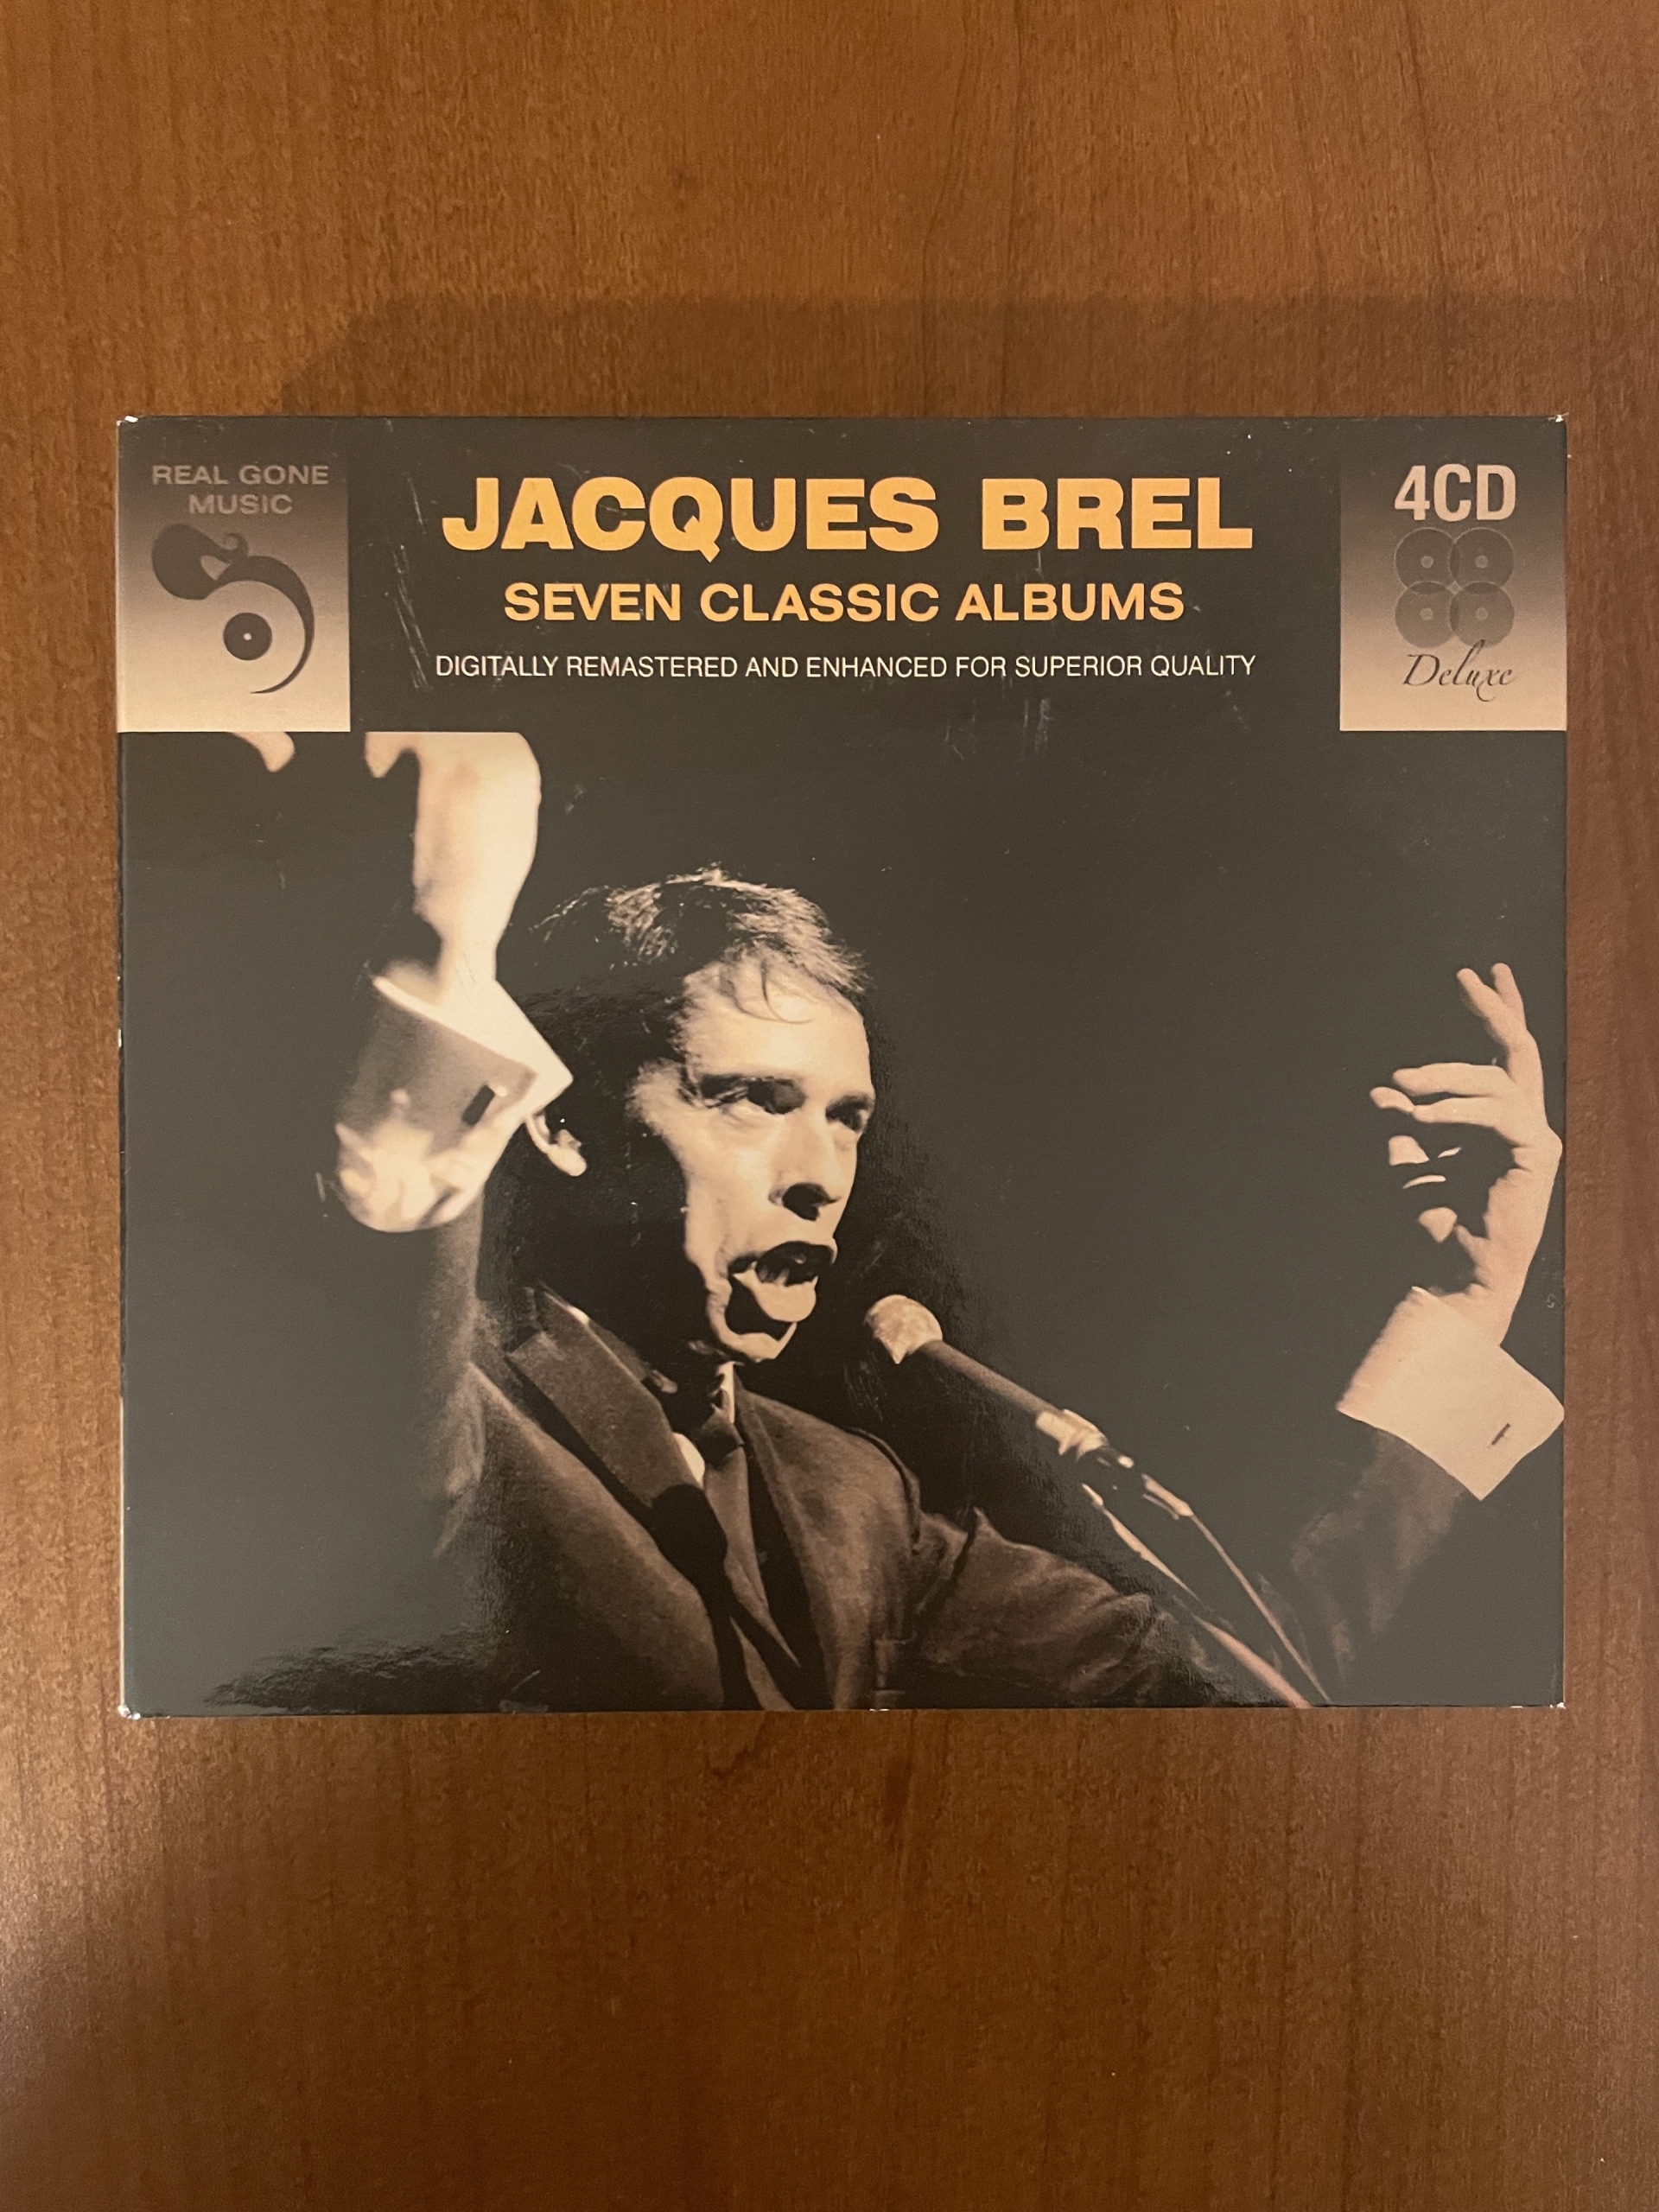 REAL GONE
MUSIC
JACQUES BREL
SEVEN CLASSIC ALBUMS
DIGITALLY REMASTERED AND ENHANCED FOR SUPERIOR QUALITY
4CD
Deluxe